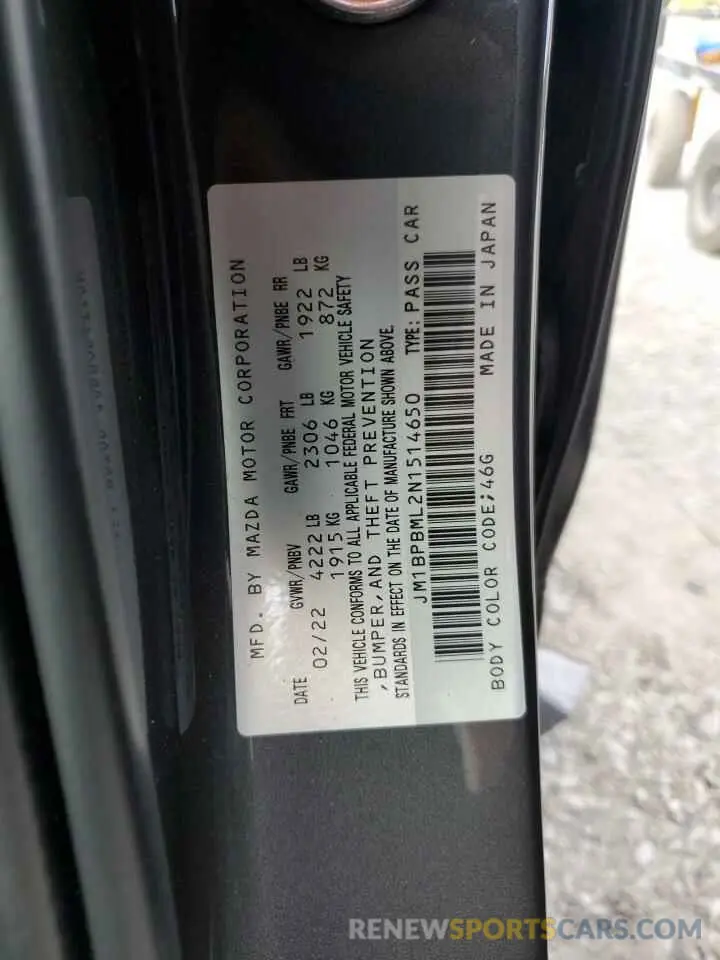 MFD. BY MAZDA MOTOR CORPORATION
DATE GVWR/PNBV GAWR/PNBE FRT GAWR/PNBE RR
02/22 4222 LB 2306 LB 1922 LB
1915 KG 1046 KG 872 KG
THIS VEHICLE CONFORMS TO ALL APPLICABLE FEDERAL MOTOR VEHICLE SAFETY
,BUMPER,AND THEFT PREVENTION
STANDARDS IN EFFECT ON THE DATE OF MANUFACTURE SHOWN ABOVE.
JM1BPBML2N1514650 TYPE: PASS CAR
BODY COLOR CODE;46G MADE IN JAPAN
RENEWSPORTSCARS.COM